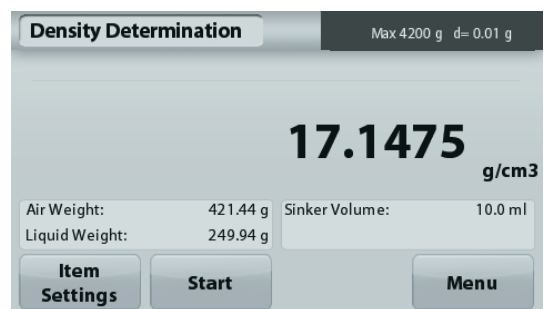 Density Determination
Max 4200 g d= 0.01 g
17.1475
g/cm3
Air Weight: 421.44 g
Liquid Weight: 249.94 g
Sinker Volume: 10.0 ml
Item
Settings
Start
Menu